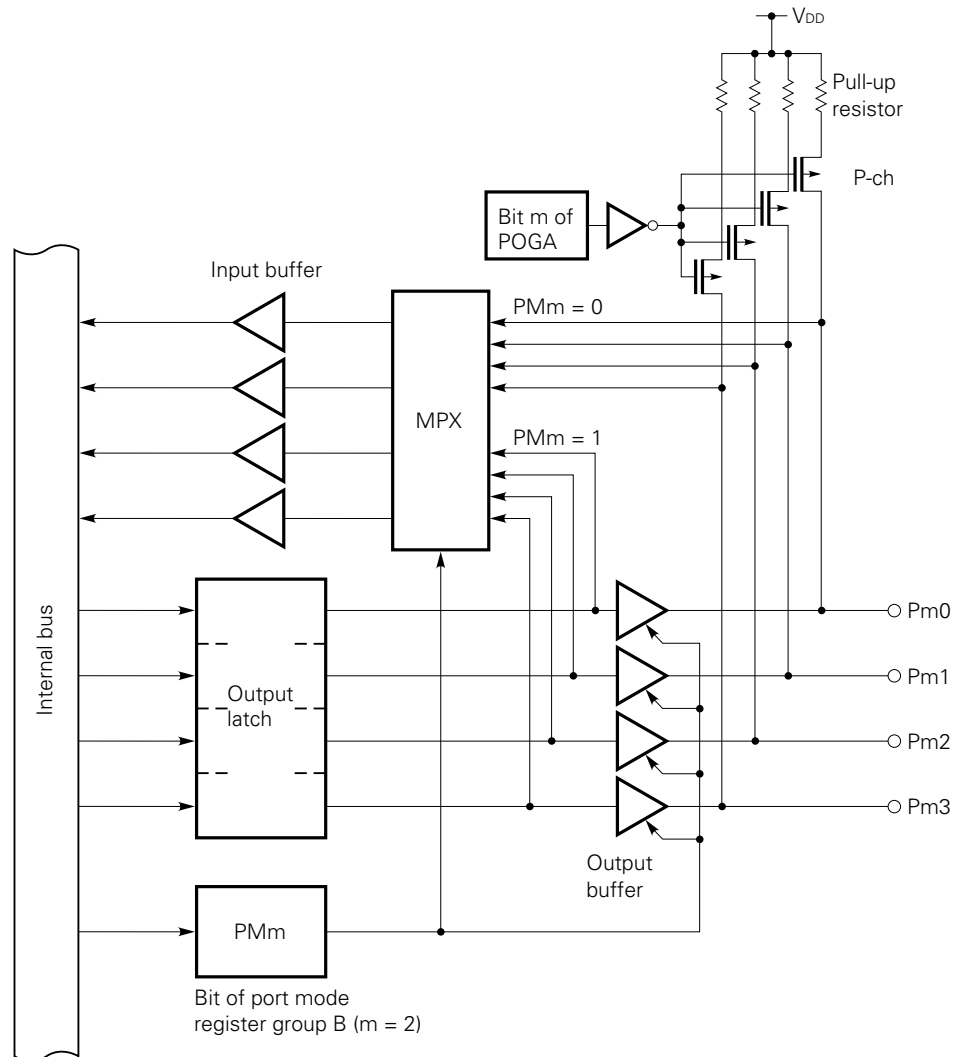 VDD
Pull-up
resistor
P-ch
Bit m of
POGA
Input buffer
PMm = 0
MPX
PMm = 1
Internal bus
Output
latch
Pm0
Pm1
Pm2
Pm3
Output
buffer
PMm
Bit of port mode
register group B (m = 2)